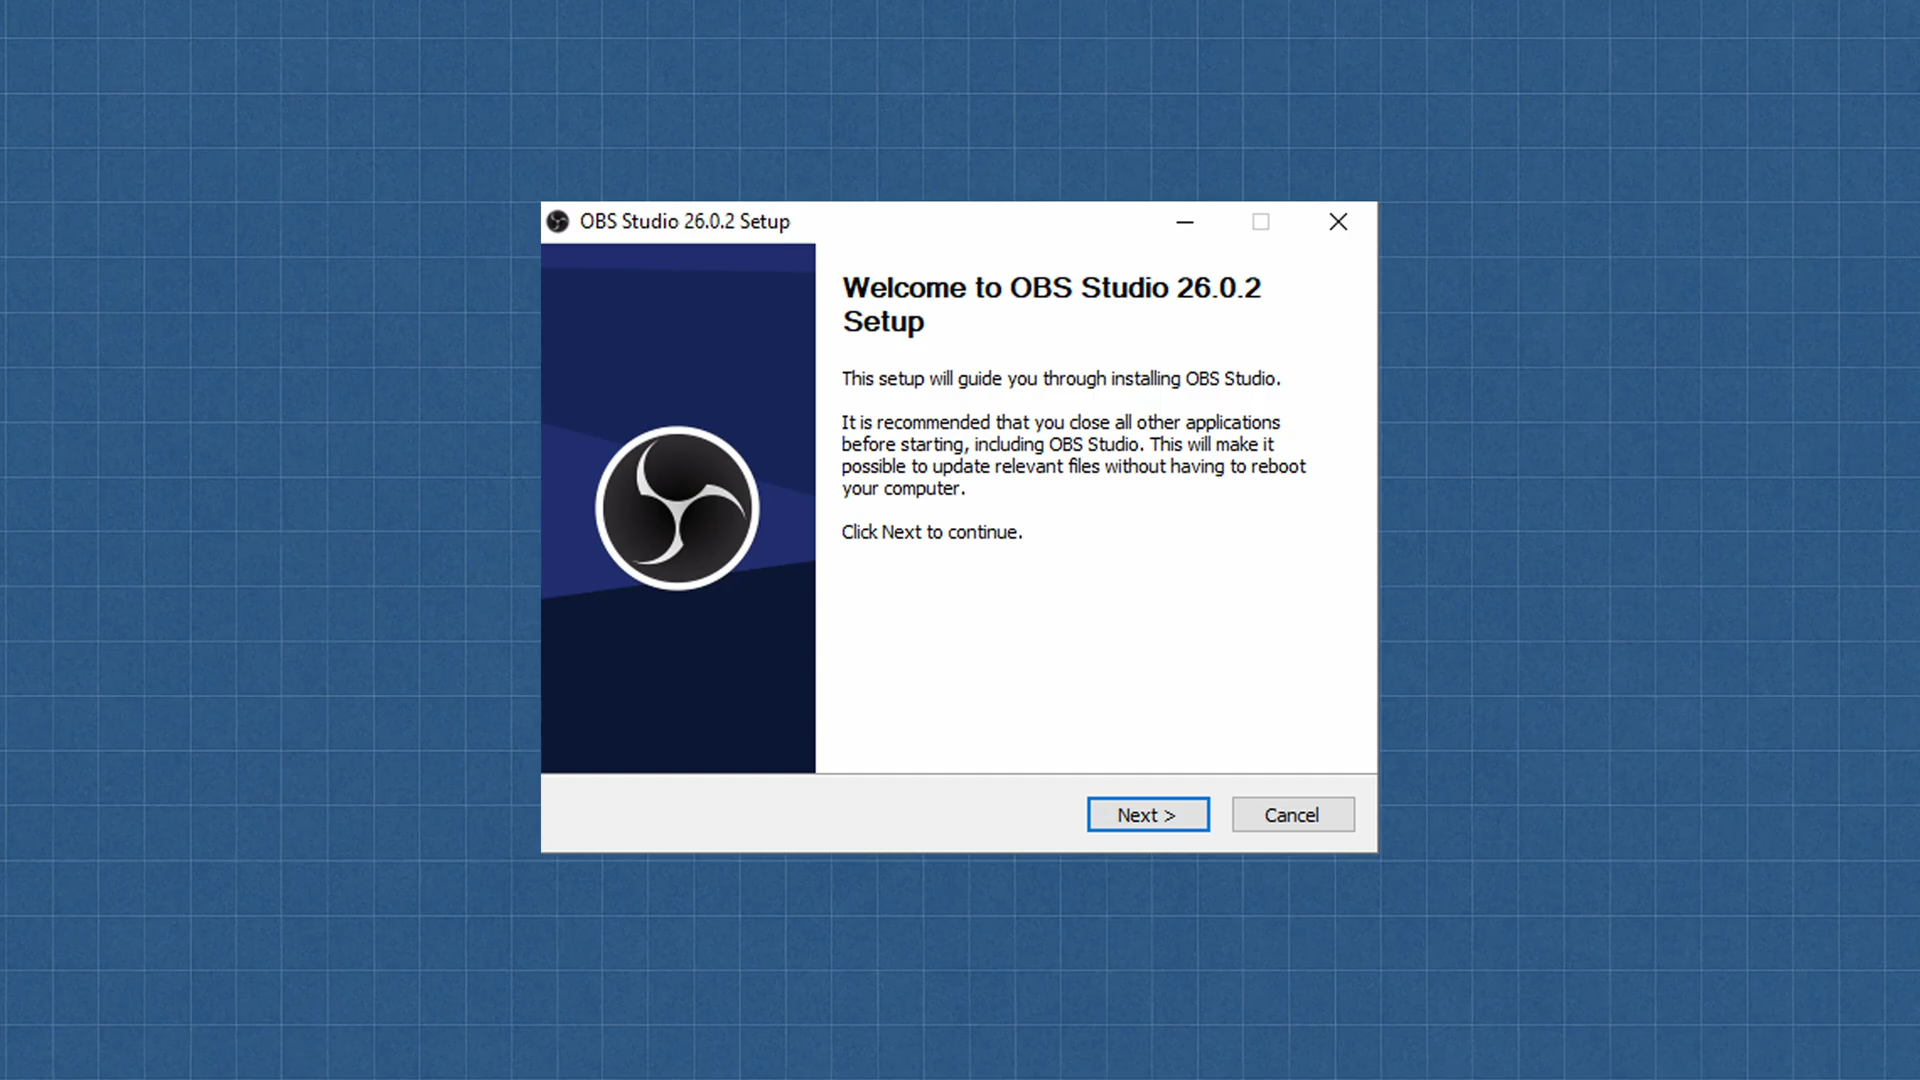 OBS Studio 26.0.2 Setup
Welcome to OBS Studio 26.0.2
Setup
This setup will guide you through installing OBS Studio.
It is recommended that you close all other applications
before starting, including OBS Studio. This will make it
possible to update relevant files without having to reboot
your computer.
Click Next to continue.
Next >
Cancel